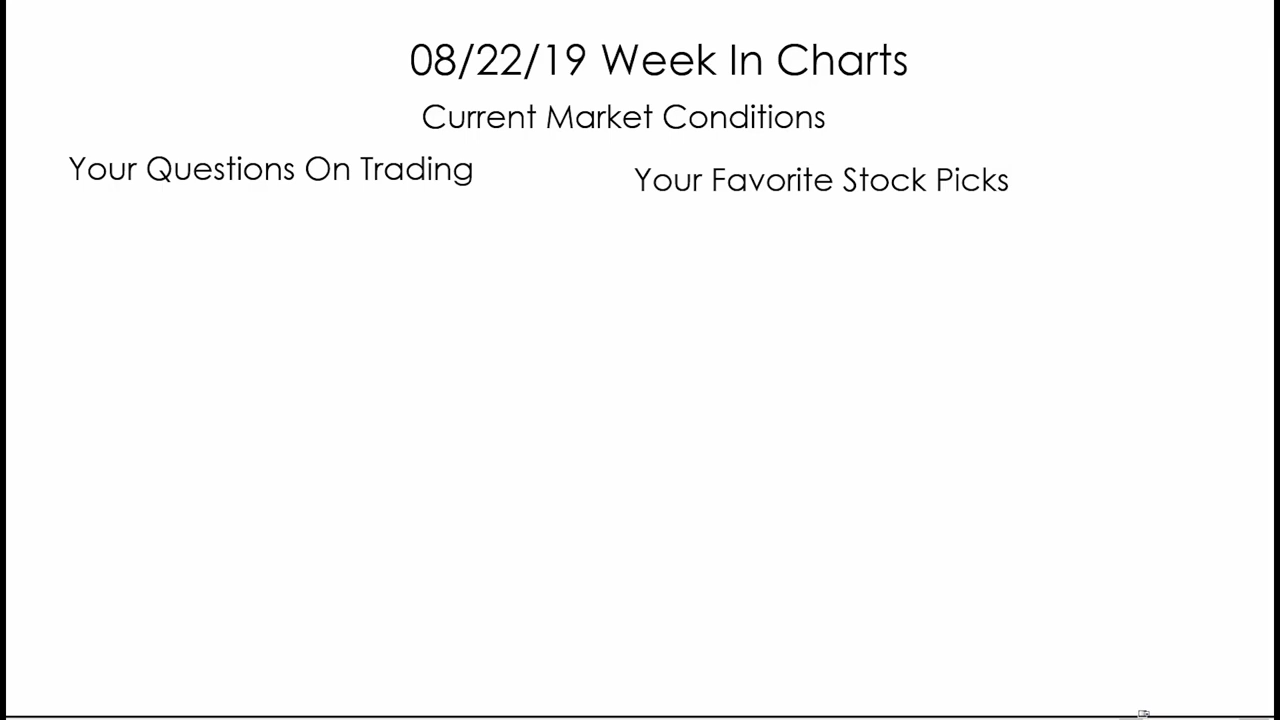 08/22/19 Week In Charts
Current Market Conditions
Your Questions On Trading
Your Favorite Stock Picks